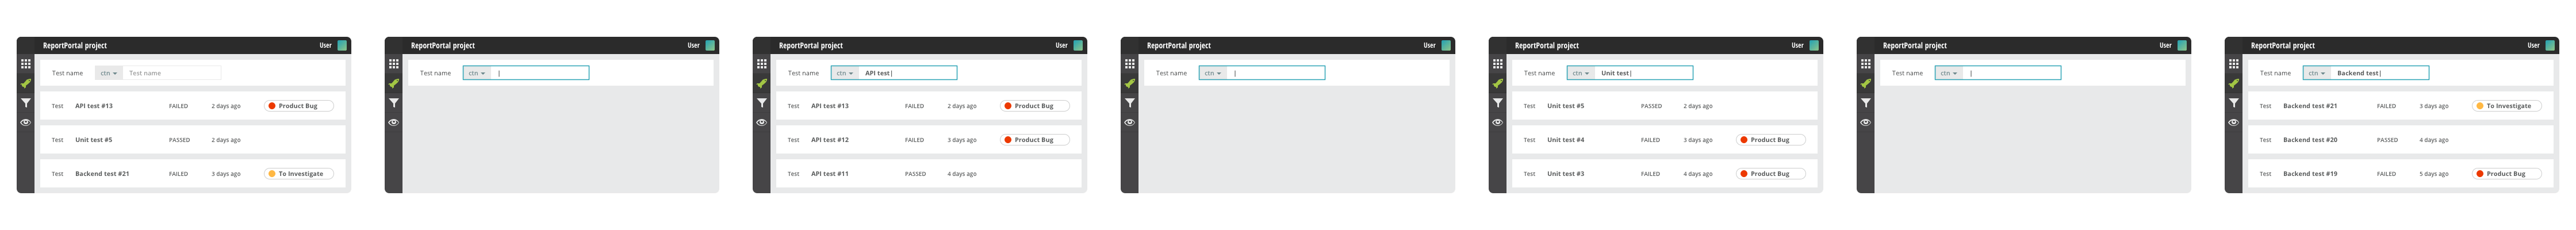 ReportPortal project User
Test name ctn Test name
Test API test #13 FAILED 2 days ago Product Bug
Test Unit test #5 PASSED 2 days ago
Test Backend test #21 FAILED 3 days ago To Investigate
ReportPortal project User
Test name ctn
ReportPortal project User
Test name ctn API test
Test API test #13 FAILED 2 days ago Product Bug
Test API test #12 FAILED 3 days ago Product Bug
Test API test #11 PASSED 4 days ago
ReportPortal project User
Test name ctn
ReportPortal project User
Test name ctn Unit test
Test Unit test #5 PASSED 2 days ago
Test Unit test #4 FAILED 3 days ago Product Bug
Test Unit test #3 FAILED 4 days ago Product Bug
ReportPortal project User
Test name ctn
ReportPortal project User
Test name ctn Backend test
Test Backend test #21 FAILED 3 days ago To Investigate
Test Backend test #20 PASSED 4 days ago
Test Backend test #19 FAILED 5 days ago Product Bug